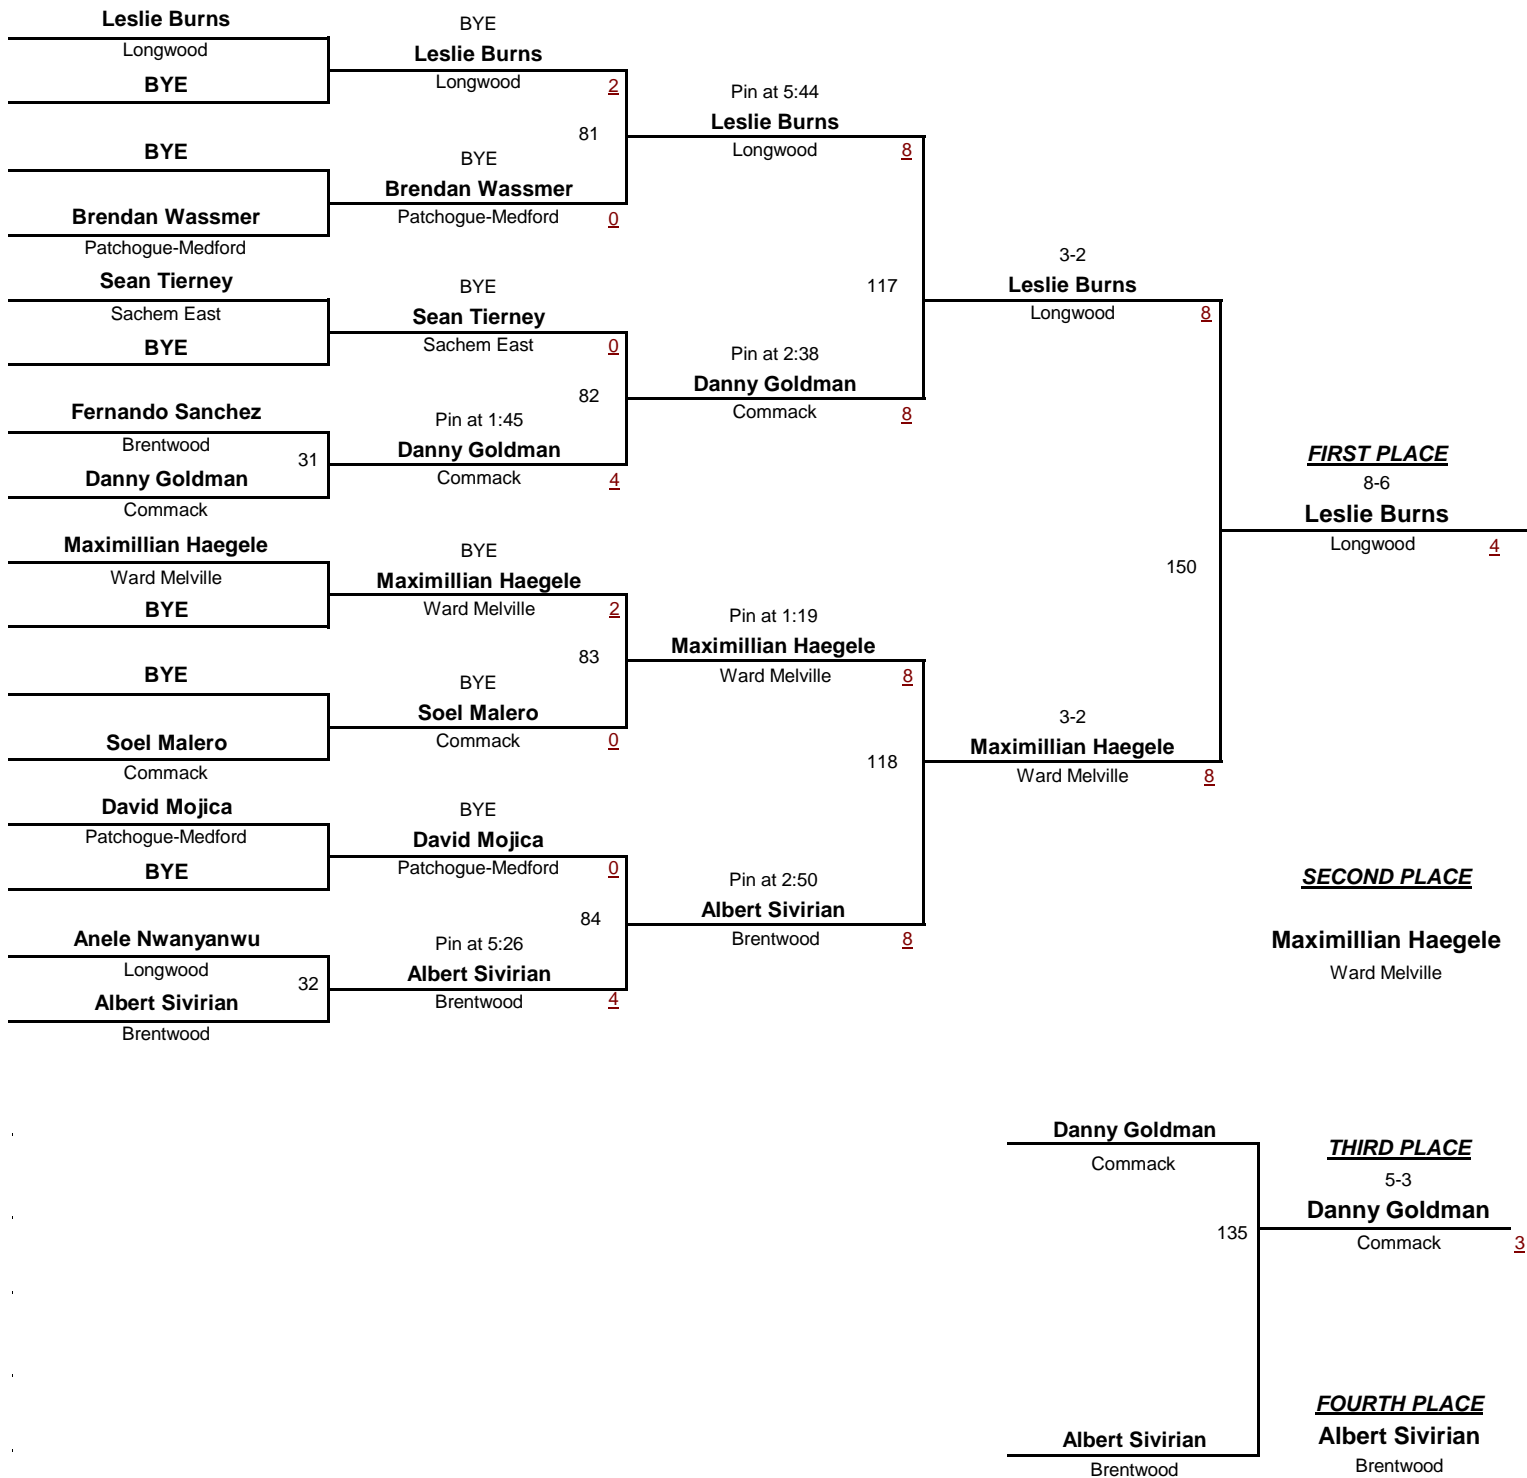 Leslie Burns
Longwood
BYE
BYE
Brendan Wassmer
Patchogue-Medford
Sean Tierney
Sachem East
BYE
Fernando Sanchez
Brentwood
31
Danny Goldman
Commack
Maximillian Haegele
Ward Melville
BYE
BYE
Soel Malero
Commack
David Mojica
Patchogue-Medford
BYE
Anele Nwanyanwu
Longwood
32
Albert Sivirian
Brentwood
BYE
Leslie Burns
Longwood 2
81
BYE
Brendan Wassmer
Patchogue-Medford 0
BYE
Sean Tierney
Sachem East 0
82
Pin at 1:45
Danny Goldman
Commack 4
BYE
Maximillian Haegele
Ward Melville 2
83
BYE
Soel Malero
Commack 0
BYE
David Mojica
Patchogue-Medford 0
84
Pin at 5:26
Albert Sivirian
Brentwood 4
Pin at 5:44
Leslie Burns
Longwood 8
117
Pin at 2:38
Danny Goldman
Commack 8
Pin at 1:19
Maximillian Haegele
Ward Melville 8
118
Pin at 2:50
Albert Sivirian
Brentwood 8
3-2
Leslie Burns
Longwood 8
150
3-2
Maximillian Haegele
Ward Melville 8
FIRST PLACE
8-6
Leslie Burns
Longwood 4
SECOND PLACE
Maximillian Haegele
Ward Melville
Danny Goldman
Commack
135
Albert Sivirian
Brentwood
THIRD PLACE
5-3
Danny Goldman
Commack 3
FOURTH PLACE
Albert Sivirian
Brentwood